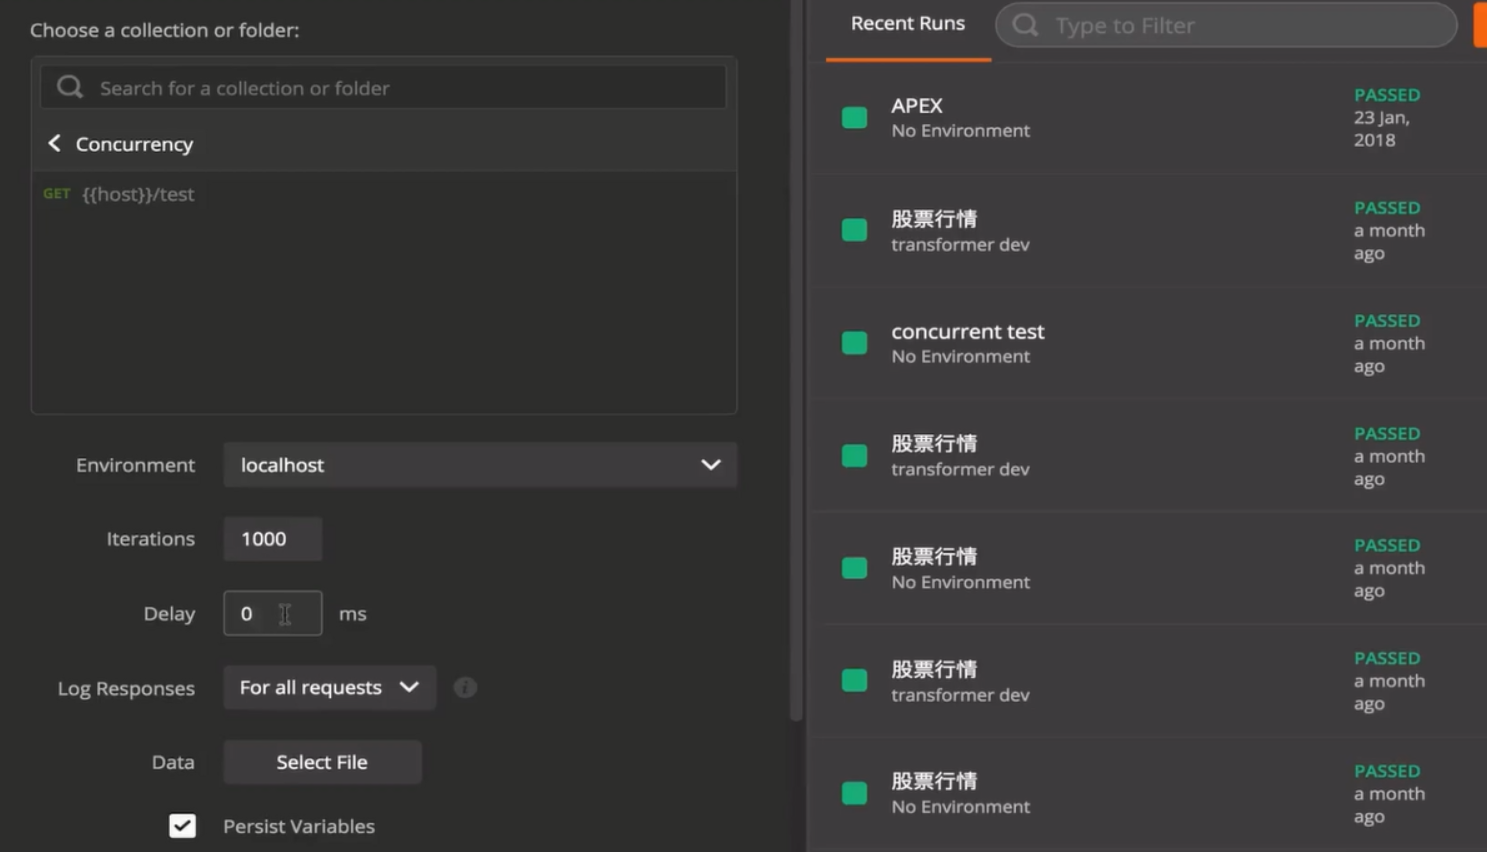 Choose a collection or folder:
Search for a collection or folder
Concurrency
GET {{host}}/test
Environment localhost
Iterations 1000
Delay 0 ms
Log Responses For all requests
Data Select File
Persist Variables
Recent Runs Type to Filter
APEX
No Environment
PASSED
23 Jan,
2018
股票行情
transformer dev
PASSED
a month
ago
concurrent test
No Environment
PASSED
a month
ago
股票行情
transformer dev
PASSED
a month
ago
股票行情
No Environment
PASSED
a month
ago
股票行情
transformer dev
PASSED
a month
ago
股票行情
No Environment
PASSED
a month
ago